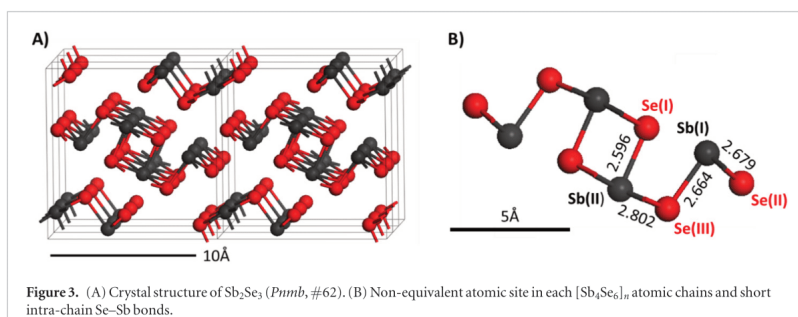 A)
10Å
B)
Se(I)
Sb(I)
2.596
2.679
2.664
Se(II)
Sb(II)
2.802
Se(III)
5Å
Figure 3. (A) Crystal structure of Sb₂Se₃ (Pnmb, #62). (B) Non-equivalent atomic site in each [Sb₄Se₆]ₙ atomic chains and short
intra-chain Se–Sb bonds.